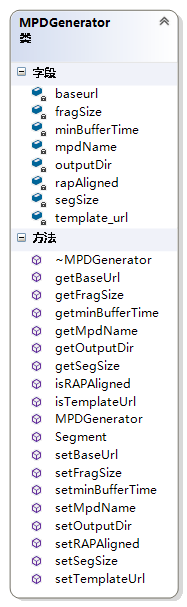 MPDGenerator
类
字段
baseurl
fragSize
minBufferTime
mpdName
outputDir
rapAligned
segSize
template_url
方法
~MPDGenerator
getBaseUrl
getFragSize
getminBufferTime
getMpdName
getOutputDir
getSegSize
isRAPAligned
isTemplateUrl
MPDGenerator
Segment
setBaseUrl
setFragSize
setminBufferTime
setMpdName
setOutputDir
setRAPAligned
setSegSize
setTemplateUrl